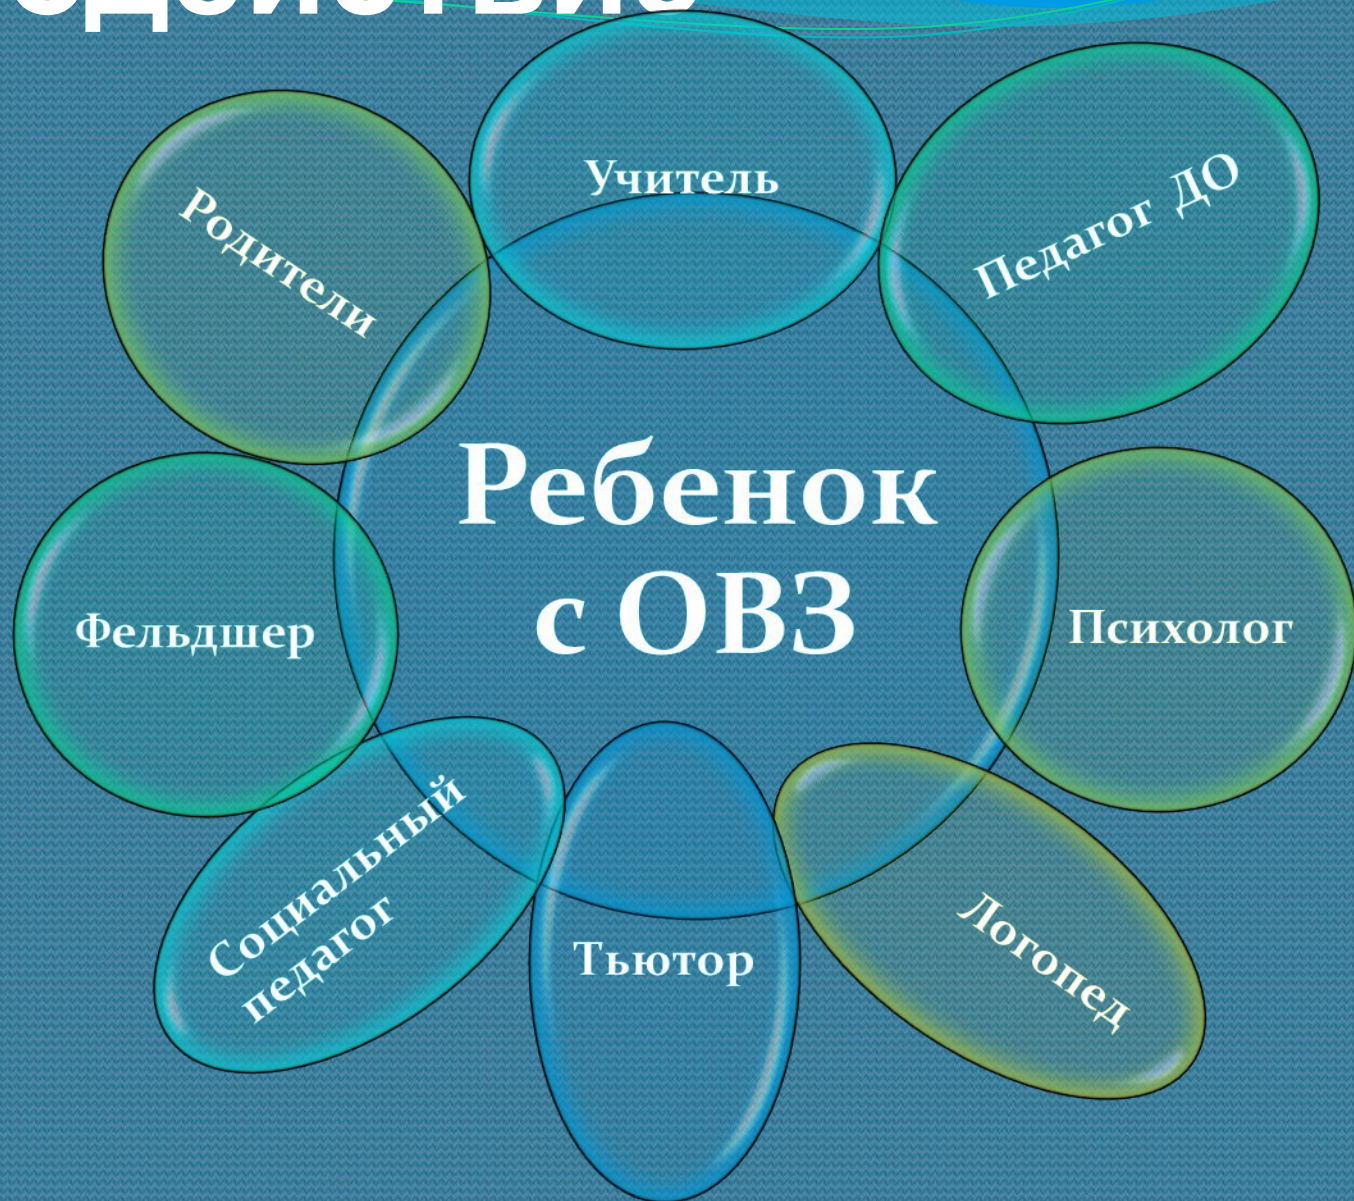 Учитель
Педагог ДО
Родители
Ребенок
с ОВЗ
Психолог
Фельдшер
Социальный
педагог
Тьютор
Логопед